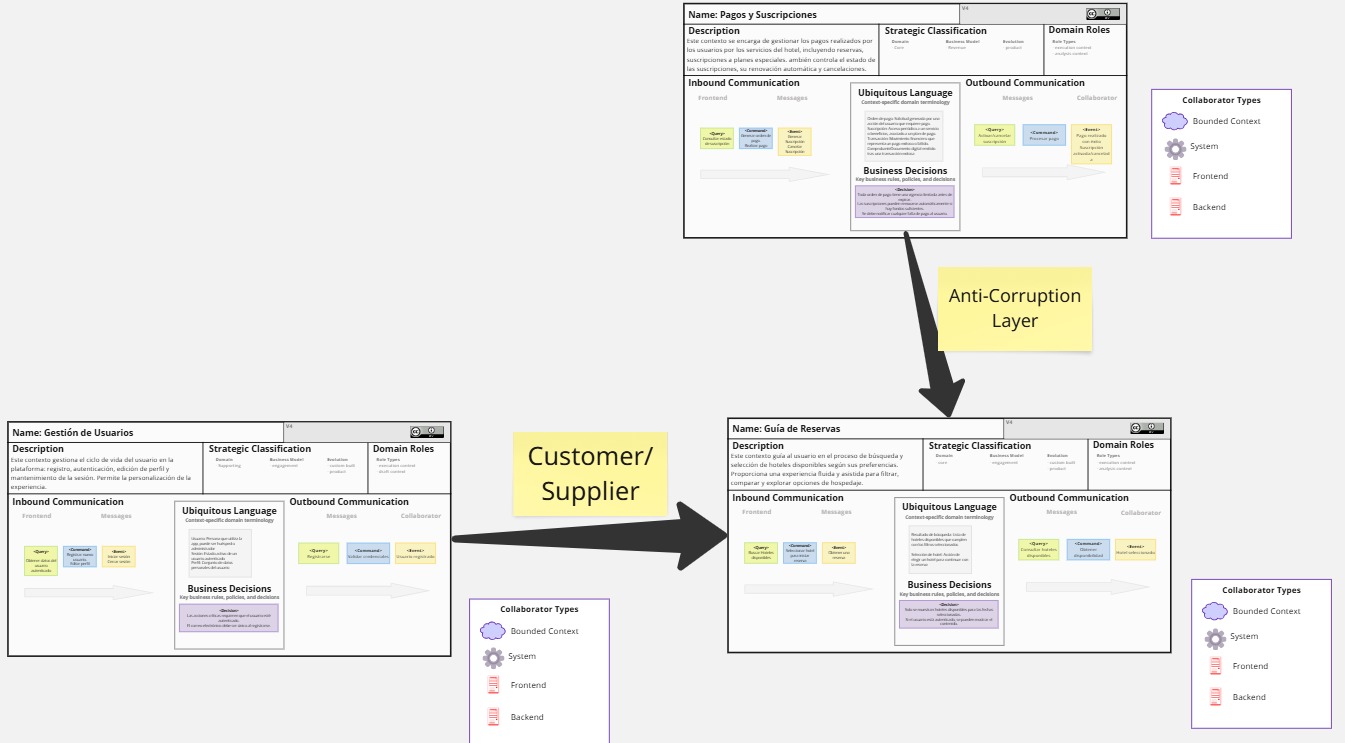 Name: Pagos y Suscripciones
V4
Description
Este contexto se encarga de gestionar los pagos realizados por
los usuarios por los servicios del hotel, incluyendo reservas,
suscripciones a planes especiales. ambién controla el estado de
las suscripciones, su renovación automática y cancelaciones.
Strategic Classification
Domain
Core
Business Model
Revenue
Evolution
product
Domain Roles
Role Types
execution context
analysis context
Inbound Communication
Frontend
Messages
<Query>
Consultar estado
de suscripción
<Command>
Generar orden de
pago.
Realizar pago
<Event>
Generar
Suscripción
Cancelar
Suscripción
Ubiquitous Language
Context-specific domain terminology
Business Decisions
Key business rules, policies, and decisions
<Decision>
Outbound Communication
Messages
Collaborator
<Query>
Activar/cancelar
suscripción
<Command>
Procesar pago
<Event>
Pago realizado
con éxito
Suscripción
Collaborator Types
Bounded Context
System
Frontend
Backend
Anti-Corruption
Layer
Name: Gestión de Usuarios
V4
Description
Este contexto gestiona el ciclo de vida del usuario en la
plataforma: registro, autenticación, edición de perfil y
mantenimiento de la sesión. Permite la personalización de la
experiencia.
Strategic Classification
Domain
Supporting
Business Model
engagement
Evolution
custom built
product
Domain Roles
Role Types
execution context
draft context
Inbound Communication
Frontend
Messages
<Query>
Obtener datos del
usuario
autenticado
<Command>
Registrar nuevo
usuario
Editar perfil
<Event>
Iniciar sesión
Cerrar sesión
Ubiquitous Language
Context-specific domain terminology
Business Decisions
Key business rules, policies, and decisions
<Decision>
Outbound Communication
Messages
Collaborator
<Query>
Registrarse
<Command>
Validar credenciales
<Event>
Usuario registrado
Collaborator Types
Bounded Context
System
Frontend
Backend
Customer/
Supplier
Name: Guía de Reservas
V4
Description
Este contexto guía al usuario en el proceso de búsqueda y
selección de hoteles disponibles según sus preferencias.
Proporciona una experiencia fluida y asistida para filtrar,
comparar y explorar opciones de hospedaje.
Strategic Classification
Domain
core
Business Model
engagement
Evolution
custom built
product
Domain Roles
Role Types
execution context
analysis context
Inbound Communication
Frontend
Messages
<Query>
Buscar hoteles
disponibles
<Command>
Seleccionar hotel
para iniciar
reserva
<Event>
Obtener una
reserva
Ubiquitous Language
Context-specific domain terminology
Business Decisions
Key business rules, policies, and decisions
<Decision>
Outbound Communication
Messages
Collaborator
<Query>
Consultar hoteles
disponibles
<Command>
Obtener
disponibilidad
<Event>
Hotel seleccionado
Collaborator Types
Bounded Context
System
Frontend
Backend